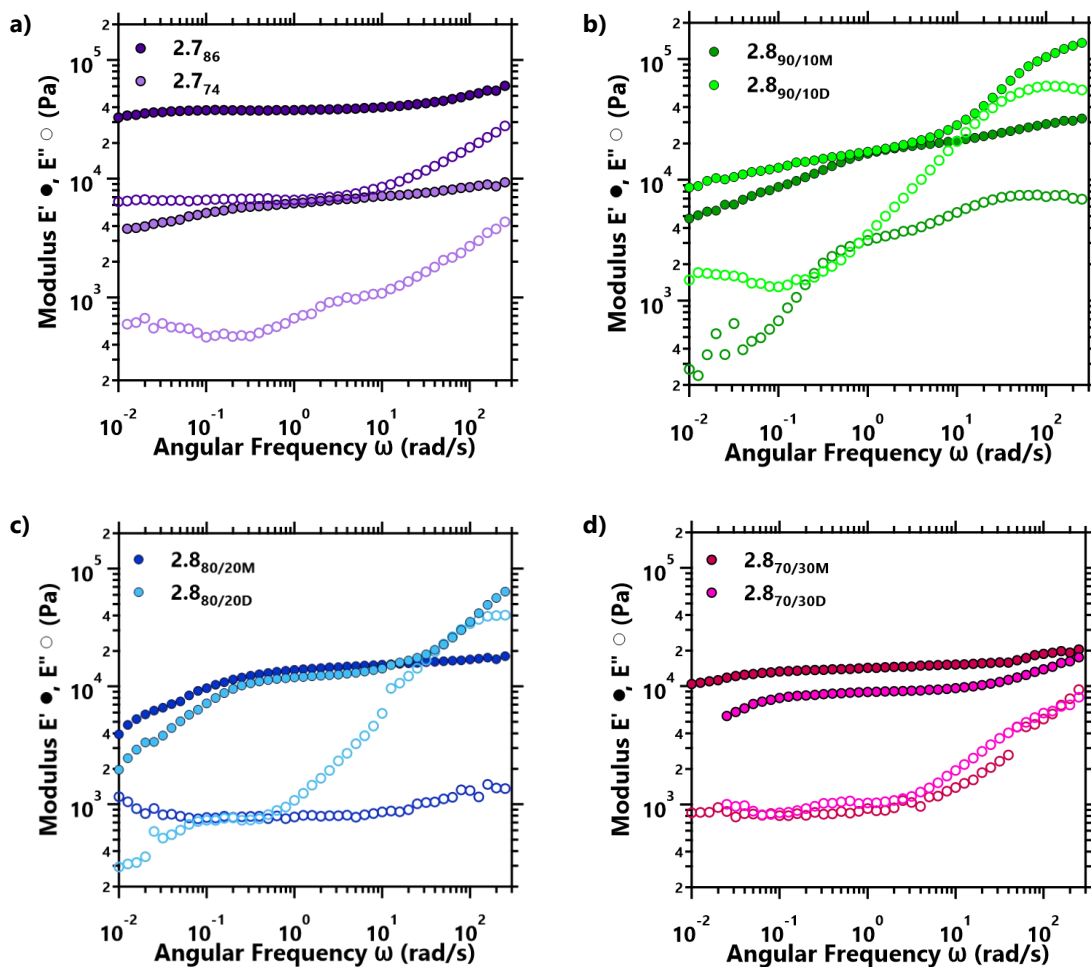 a)
2.7₈₆
2.7₇₄
Modulus E' ●, E" ○ (Pa)
2
10⁵
4
2
10⁴
4
2
10³
4
2
10⁻² 10⁻¹ 10⁰ 10¹ 10²
Angular Frequency ω (rad/s)
b)
2.8₉₀/₁₀M
2.8₉₀/₁₀D
Modulus E' ●, E" ○ (Pa)
2
10⁵
4
2
10⁴
4
2
10³
4
2
10⁻² 10⁻¹ 10⁰ 10¹ 10²
Angular Frequency ω (rad/s)
c)
2.8₈₀/₂₀M
2.8₈₀/₂₀D
Modulus E' ●, E" ○ (Pa)
2
10⁵
4
2
10⁴
4
2
10³
4
2
10⁻² 10⁻¹ 10⁰ 10¹ 10²
Angular Frequency ω (rad/s)
d)
2.8₇₀/₃₀M
2.8₇₀/₃₀D
Modulus E' ●, E" ○ (Pa)
2
10⁵
4
2
10⁴
4
2
10³
4
2
10⁻² 10⁻¹ 10⁰ 10¹ 10²
Angular Frequency ω (rad/s)